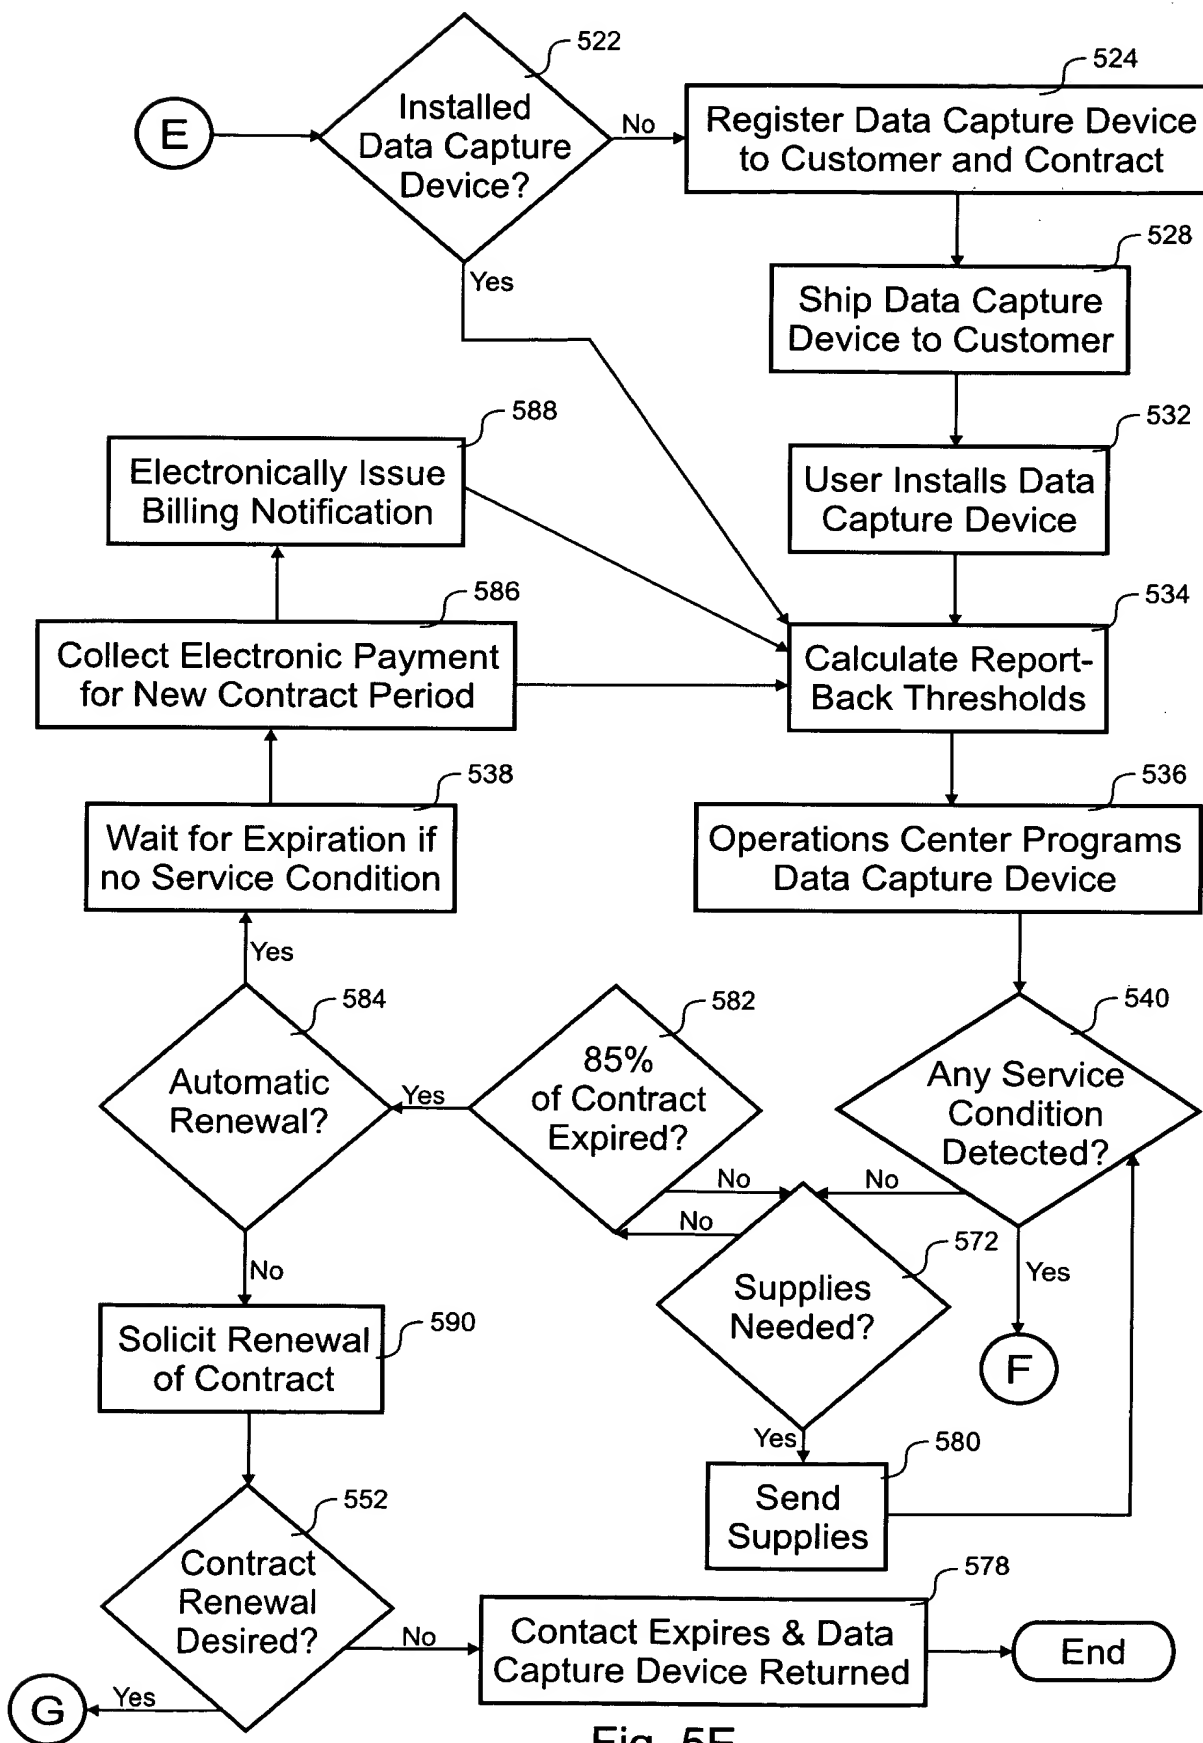 522
524
E
Installed
Data Capture
Device?
No
Register Data Capture Device
to Customer and Contract
Yes
528
Ship Data Capture
Device to Customer
588
532
Electronically Issue
Billing Notification
User Installs Data
Capture Device
586
534
Collect Electronic Payment
for New Contract Period
Calculate Report-
Back Thresholds
538
536
Wait for Expiration if
no Service Condition
Operations Center Programs
Data Capture Device
Yes
584
582
540
Automatic
Renewal?
Yes
85%
of Contract
Expired?
Any Service
Condition
Detected?
No
No
No
572
Yes
No
Supplies
Needed?
F
590
Solicit Renewal
of Contract
Yes
580
Send
Supplies
552
Contract
Renewal
Desired?
578
No
Contact Expires & Data
Capture Device Returned
End
G
Yes